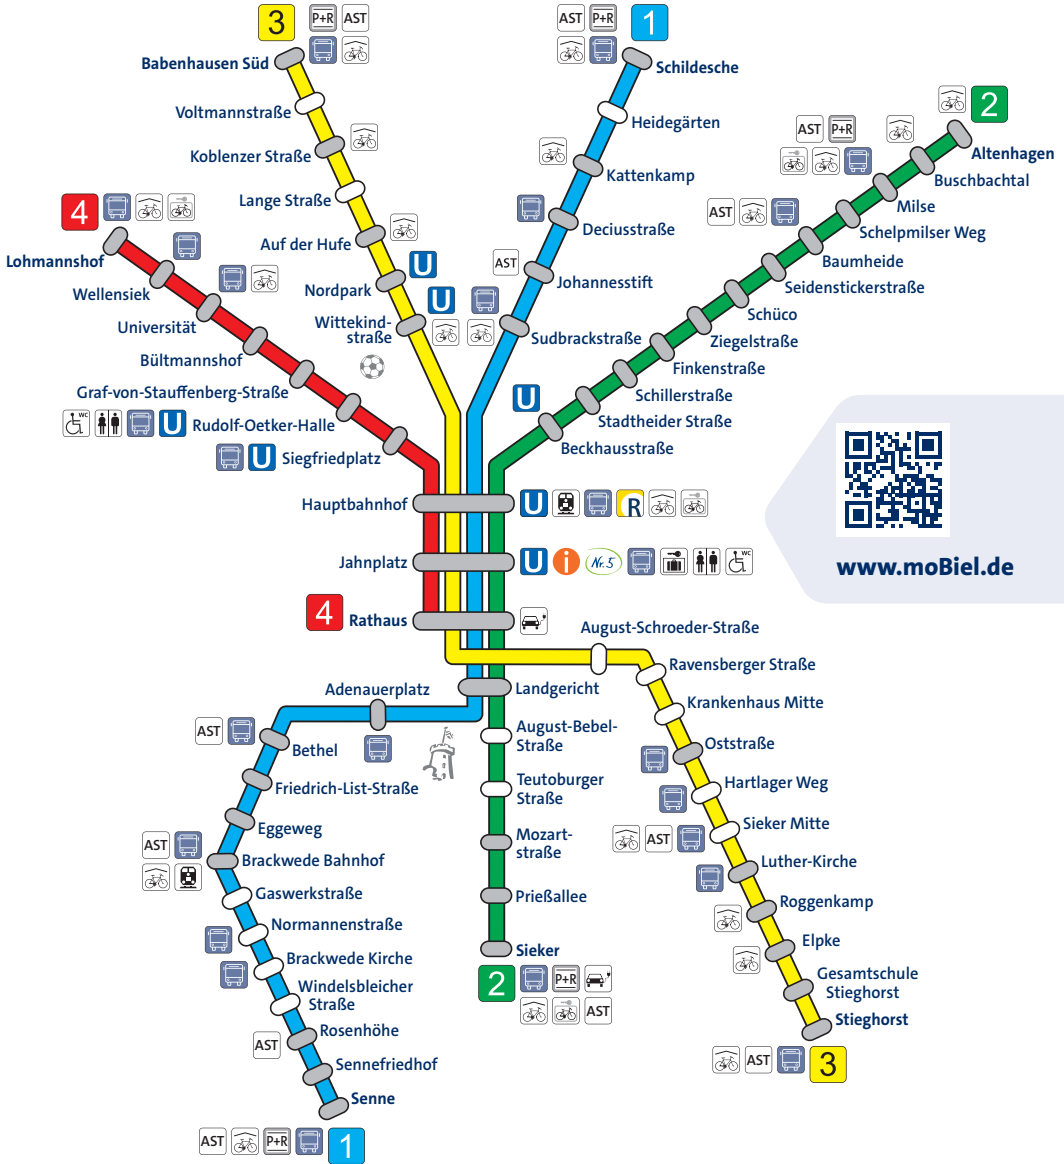 3
P+R
AST
Babenhausen Süd
Voltmannstraße
Koblenzer Straße
Lange Straße
Auf der Hufe
Nordpark
U
Wittekind-
straße
U
AST
P+R
1
Schildesche
Heidegärten
Kattenkamp
Deciusstraße
AST
Johannesstift
Sudbrackstraße
2
AST
P+R
Altenhagen
Buschbachtal
Milse
AST
Schelpmilser Weg
Baumheide
Seidenstickerstraße
Schüco
Ziegelstraße
Finkenstraße
Schillerstraße
Stadtheider Straße
U
Beckhausstraße
4
Lohmannshof
Wellensiek
Universität
Bültmannshof
Graf-von-Stauffenberg-Straße
WC
U
Rudolf-Oetker-Halle
U
Siegfriedplatz
Hauptbahnhof
U
R
Jahnplatz
U
i
Nr. 5
WC
4
Rathaus
www.moBiel.de
August-Schroeder-Straße
Ravensberger Straße
Krankenhaus Mitte
Oststraße
Hartlager Weg
Sieker Mitte
AST
Luther-Kirche
Roggenkamp
Elpke
Gesamtschule
Stieghorst
Stieghorst
AST
3
Landgericht
August-Bebel-
Straße
Teutoburger
Straße
Mozart-
straße
Prießallee
Sieker
2
P+R
AST
Adenauerplatz
AST
Bethel
Friedrich-List-Straße
Eggeweg
AST
Brackwede Bahnhof
Gaswerkstraße
Normannenstraße
Brackwede Kirche
Windelsbleicher
Straße
Rosenhöhe
AST
Sennefriedhof
Senne
AST
P+R
1